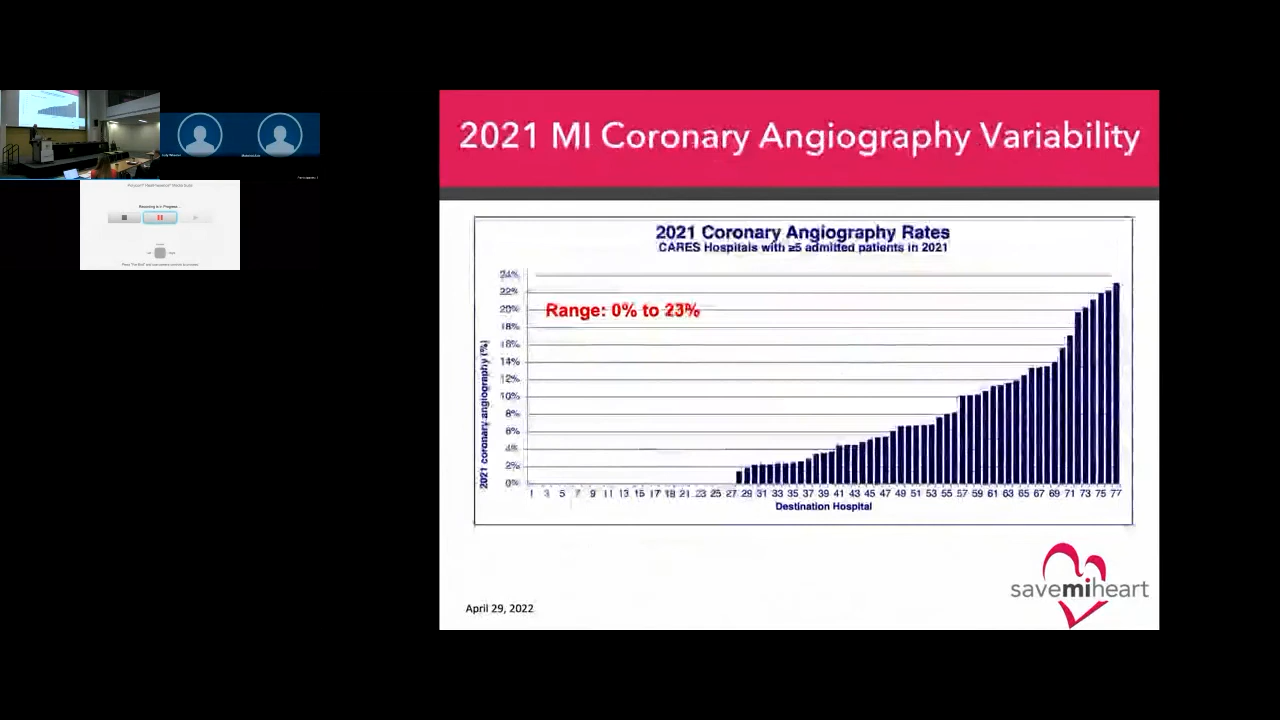 2021 MI Coronary Angiography Variability
2021 Coronary Angiography Rates
CARES Hospitals with ≥5 admitted patients in 2021
Range: 0% to 23%
2021 coronary angiography (%)
24%
22%
20%
18%
16%
14%
12%
10%
8%
6%
4%
2%
0%
1 3 5 7 9 11 13 15 17 19 21 23 25 27 29 31 33 35 37 39 41 43 45 47 49 51 53 55 57 59 61 63 65 67 69 71 73 75 77
Destination Hospital
savemiheart
April 29, 2022
Recording is in Progress...